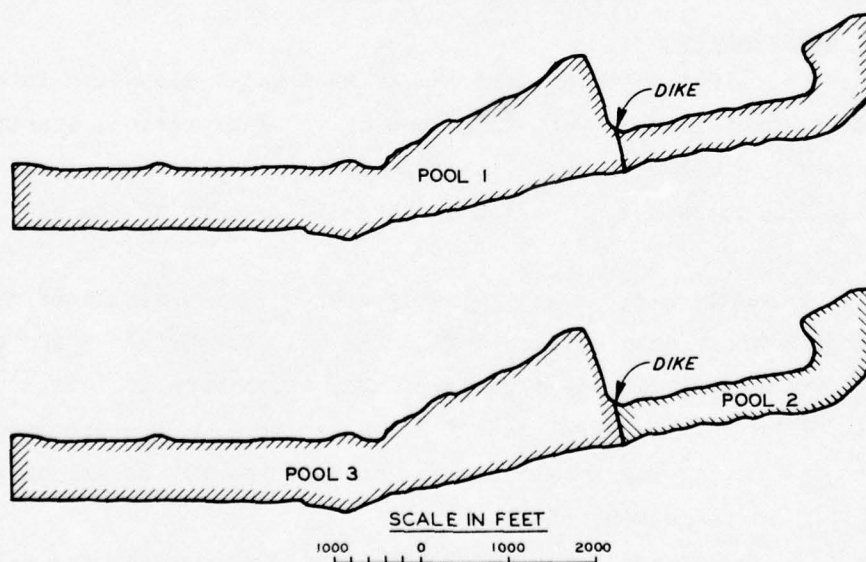 DIKE
POOL 1
DIKE
POOL 2
POOL 3
SCALE IN FEET
1000 0 1000 2000